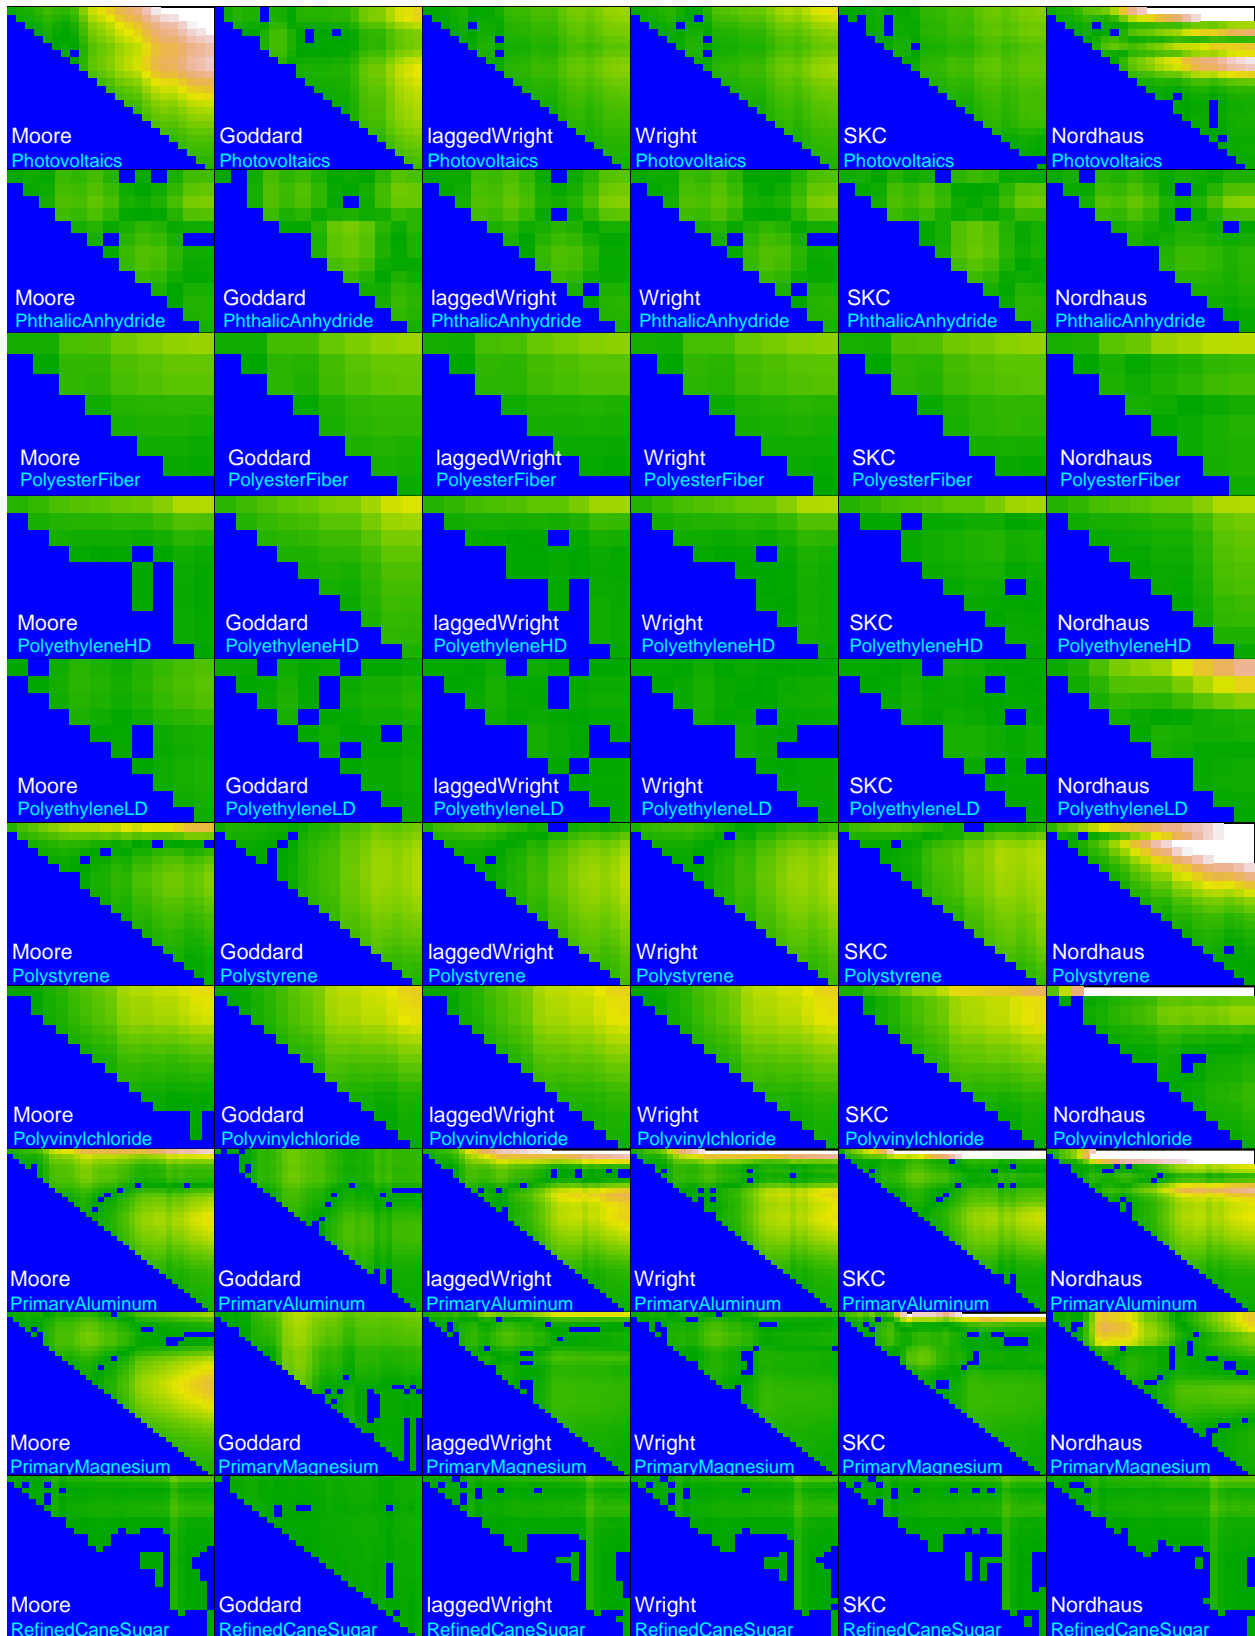 Moore Goddard laggedWright Wright SKC Nordhaus
Photovoltaics Photovoltaics Photovoltaics Photovoltaics Photovoltaics Photovoltaics
Moore Goddard laggedWright Wright SKC Nordhaus
PhthalicAnhydride PhthalicAnhydride PhthalicAnhydride PhthalicAnhydride PhthalicAnhydride PhthalicAnhydride
Moore Goddard laggedWright Wright SKC Nordhaus
PolyesterFiber PolyesterFiber PolyesterFiber PolyesterFiber PolyesterFiber PolyesterFiber
Moore Goddard laggedWright Wright SKC Nordhaus
PolyethyleneHD PolyethyleneHD PolyethyleneHD PolyethyleneHD PolyethyleneHD PolyethyleneHD
Moore Goddard laggedWright Wright SKC Nordhaus
PolyethyleneLD PolyethyleneLD PolyethyleneLD PolyethyleneLD PolyethyleneLD PolyethyleneLD
Moore Goddard laggedWright Wright SKC Nordhaus
Polystyrene Polystyrene Polystyrene Polystyrene Polystyrene Polystyrene
Moore Goddard laggedWright Wright SKC Nordhaus
Polyvinylchloride Polyvinylchloride Polyvinylchloride Polyvinylchloride Polyvinylchloride Polyvinylchloride
Moore Goddard laggedWright Wright SKC Nordhaus
PrimaryAluminum PrimaryAluminum PrimaryAluminum PrimaryAluminum PrimaryAluminum PrimaryAluminum
Moore Goddard laggedWright Wright SKC Nordhaus
PrimaryMagnesium PrimaryMagnesium PrimaryMagnesium PrimaryMagnesium PrimaryMagnesium PrimaryMagnesium
Moore Goddard laggedWright Wright SKC Nordhaus
RefinedCaneSugar RefinedCaneSugar RefinedCaneSugar RefinedCaneSugar RefinedCaneSugar RefinedCaneSugar